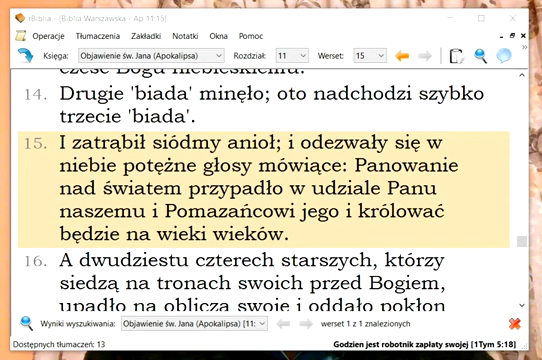 rBiblia - [Biblia Warszawska - Ap 11:15]
Operacje Tłumaczenia Zakładki Notatki Okna Pomoc
Księga: Objawienie św. Jana (Apokalipsa) Rozdział: 11 Werset: 15
cześć Bogu niebieskiemu.
14. Drugie 'biada' minęło; oto nadchodzi szybko
trzecie 'biada'.
15. I zatrąbił siódmy anioł; i odezwały się w
niebie potężne głosy mówiące: Panowanie
nad światem przypadło w udziale Panu
naszemu i Pomazańcowi jego i królować
będzie na wieki wieków.
16. A dwudziestu czterech starszych, którzy
siedzą na tronach swoich przed Bogiem,
upadło na oblicza swoje i oddało pokłon
Wyniki wyszukiwania: Objawienie św. Jana (Apokalipsa) [11: werset 1 z 1 znalezionych
Dostępnych tłumaczeń: 13 Godzien jest robotnik zapłaty swojej [1Tym 5:18]